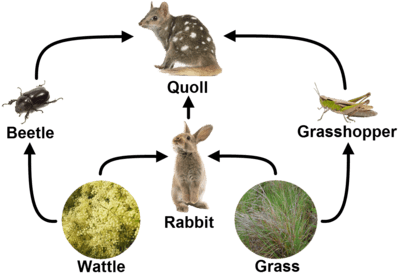 Quoll
Beetle
Grasshopper
Rabbit
Wattle
Grass